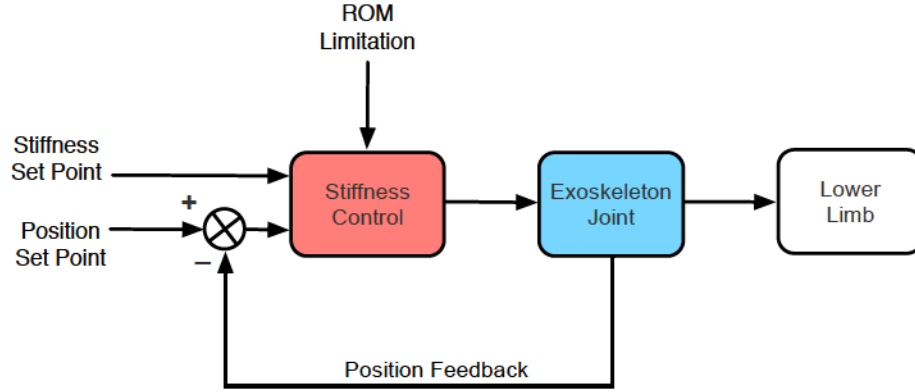 ROM
Limitation
Stiffness
Set Point
Stiffness
Control
Exoskeleton
Joint
Lower
Limb
+
Position
Set Point
–
Position Feedback